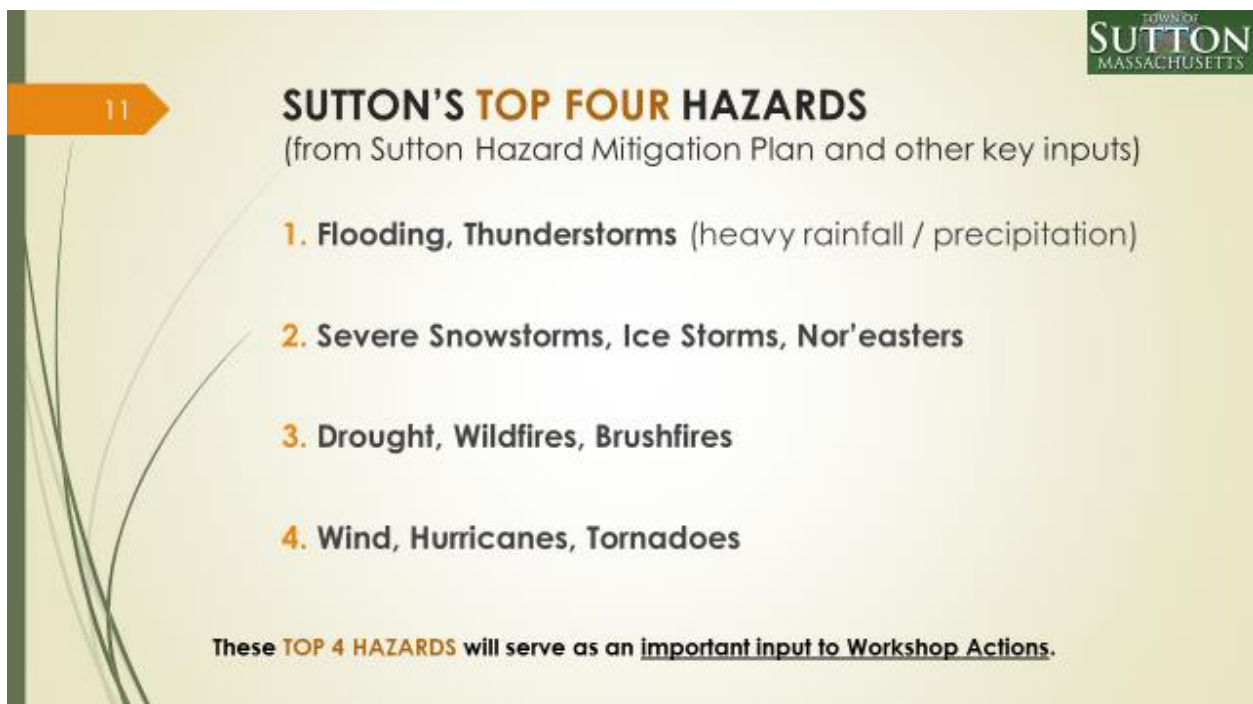 TOWN OF
SUTTON
MASSACHUSETTS
11
SUTTON'S TOP FOUR HAZARDS
(from Sutton Hazard Mitigation Plan and other key inputs)
1. Flooding, Thunderstorms (heavy rainfall / precipitation)
2. Severe Snowstorms, Ice Storms, Nor'easters
3. Drought, Wildfires, Brushfires
4. Wind, Hurricanes, Tornadoes
These TOP 4 HAZARDS will serve as an important input to Workshop Actions.